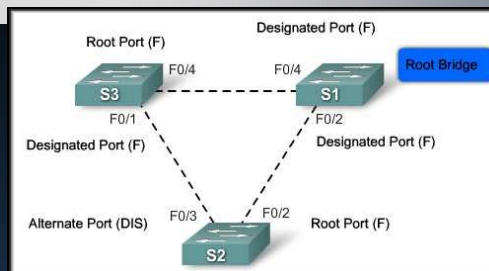 Designated Port (F)
Root Port (F)
Root Bridge
F0/4
F0/4
S3
S1
F0/1
F0/2
Designated Port (F)
Designated Port (F)
Alternate Port (DIS)
F0/3
F0/2
Root Port (F)
S2